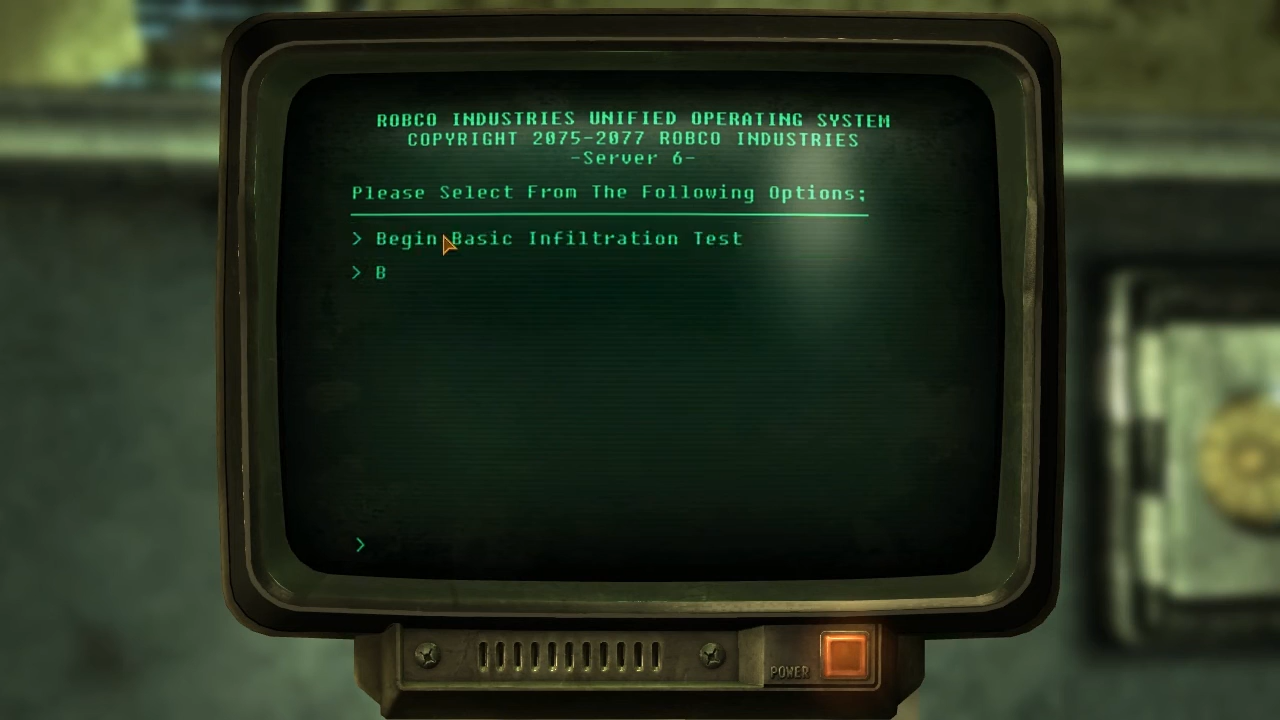 ROBCO INDUSTRIES UNIFIED OPERATING SYSTEM
COPYRIGHT 2075-2077 ROBCO INDUSTRIES
-Server 6-
Please Select From The Following Options;
> Begin Basic Infiltration Test
> B
>
POWER